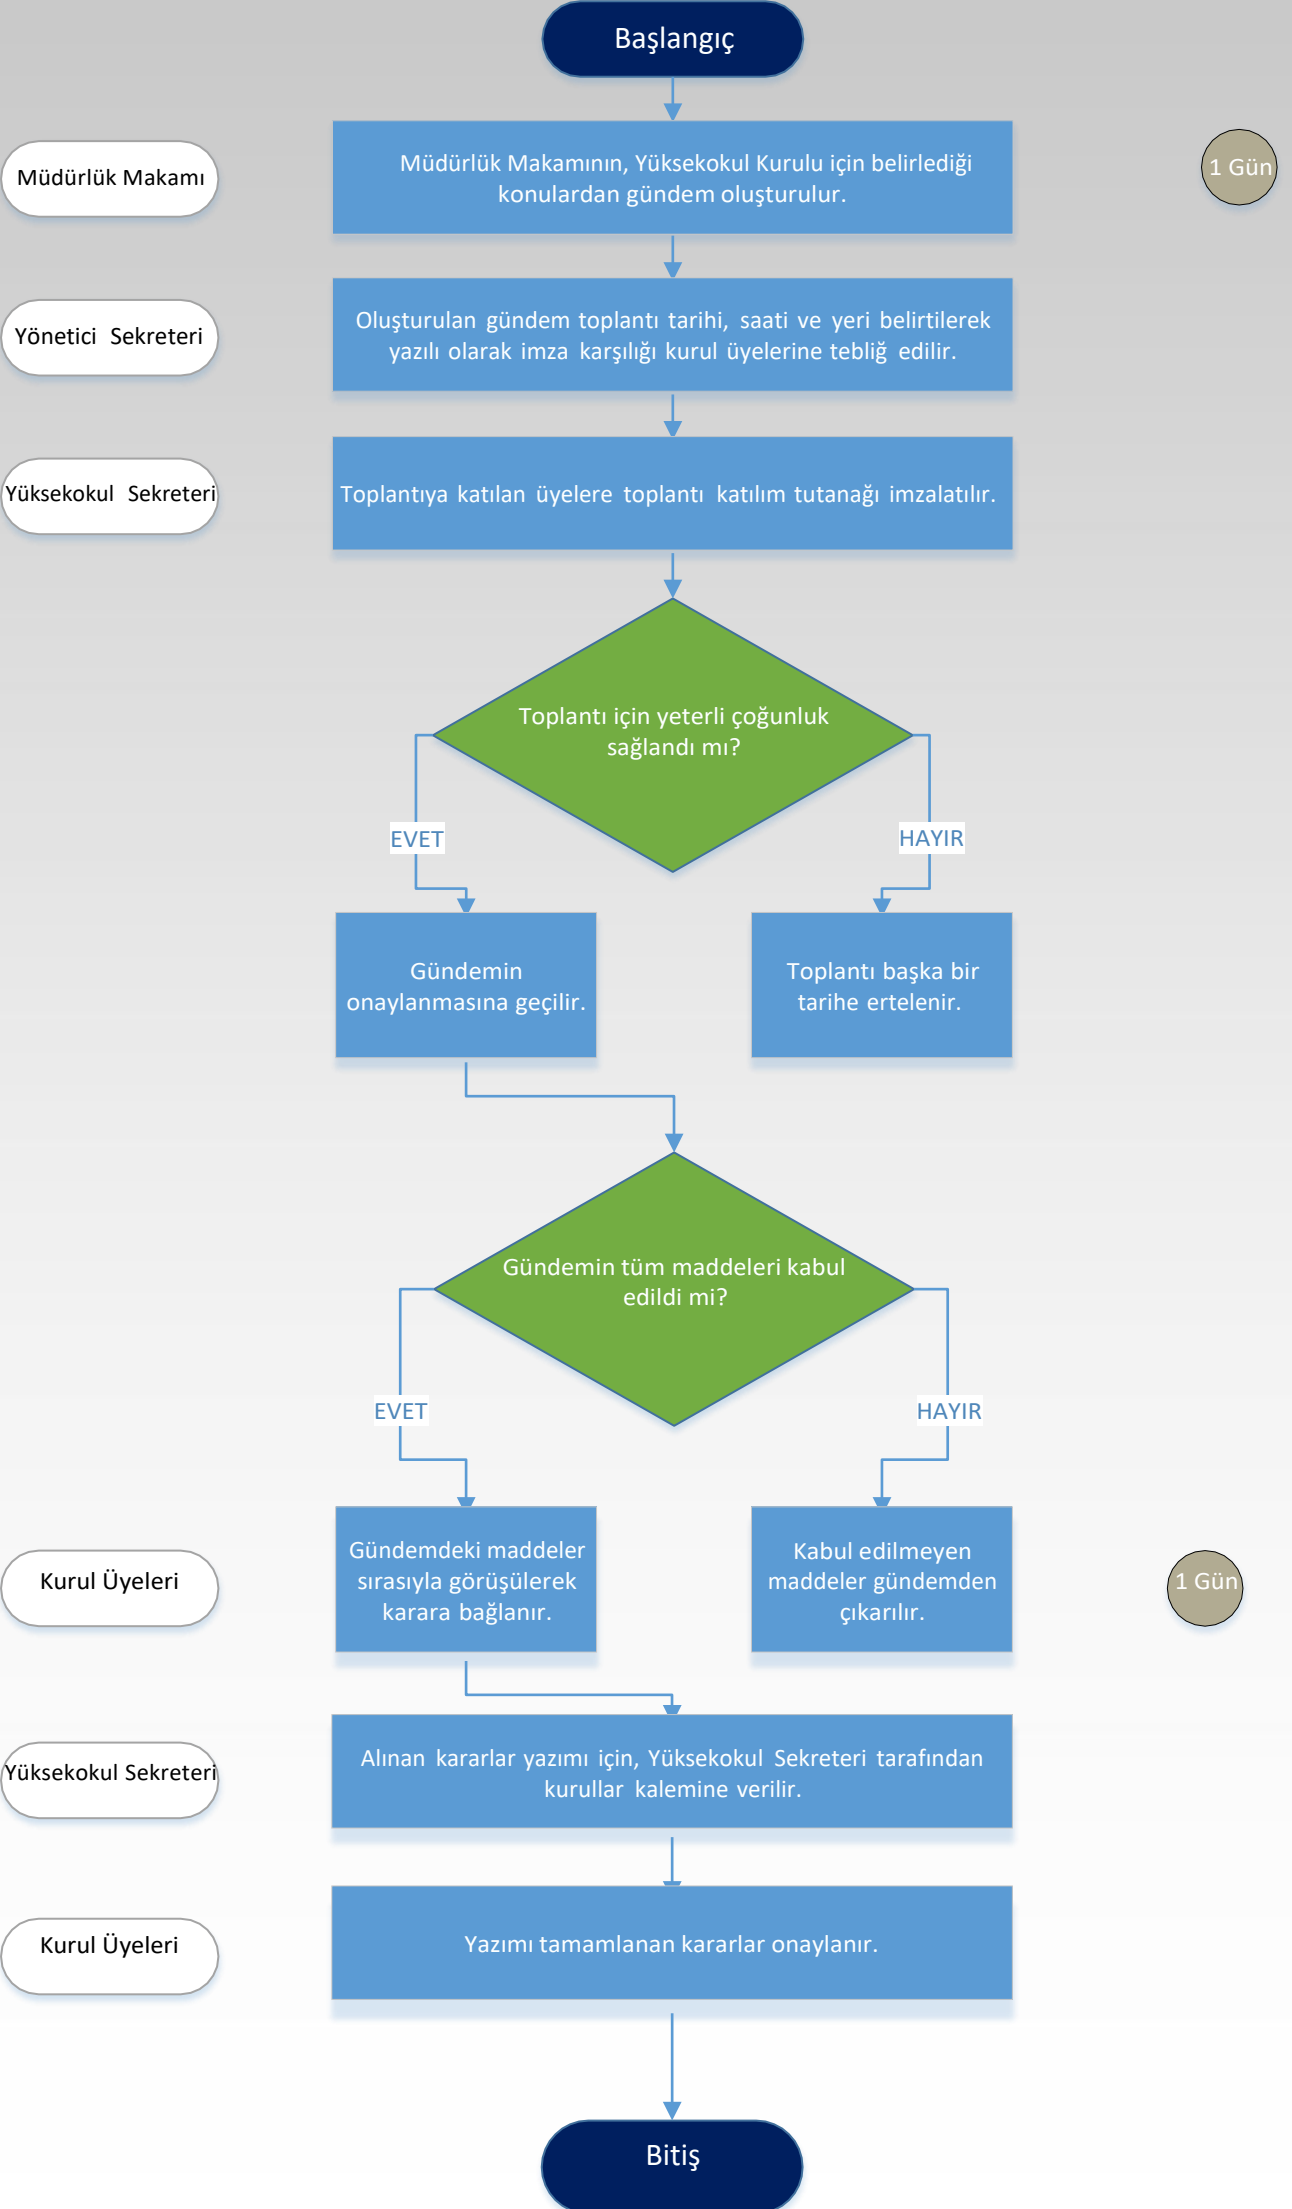 Başlangıç
Müdürlük Makamı
Müdürlük Makamının, Yüksekokul Kurulu için belirlediği
konulardan gündem oluşturulur.
1 Gün
Yönetici Sekreteri
Oluşturulan gündem toplantı tarihi, saati ve yeri belirtilerek
yazılı olarak imza karşılığı kurul üyelerine tebliğ edilir.
Yüksekokul Sekreteri
Toplantıya katılan üyelere toplantı katılım tutanağı imzalatılır.
Toplantı için yeterli çoğunluk
sağlandı mı?
EVET
HAYIR
Gündemin
onaylanmasına geçilir.
Toplantı başka bir
tarihe ertelenir.
Gündemin tüm maddeleri kabul
edildi mi?
EVET
HAYIR
Kurul Üyeleri
Gündemdeki maddeler
sırasıyla görüşülerek
karara bağlanır.
Kabul edilmeyen
maddeler gündemden
çıkarılır.
1 Gün
Yüksekokul Sekreteri
Alınan kararlar yazımı için, Yüksekokul Sekreteri tarafından
kurullar kalemine verilir.
Kurul Üyeleri
Yazımı tamamlanan kararlar onaylanır.
Bitiş